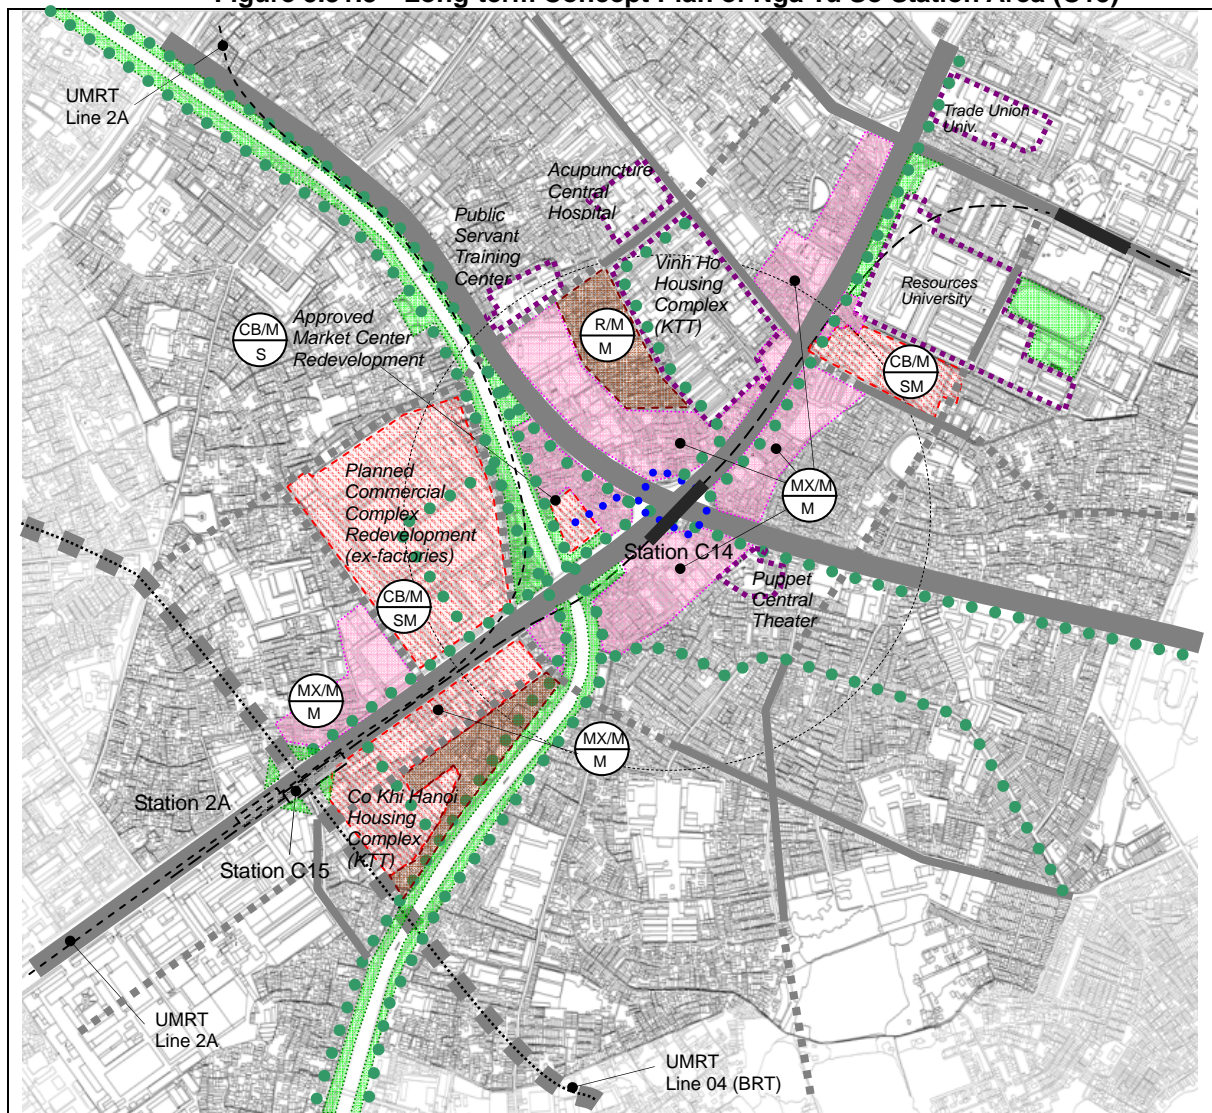 UMRT
Line 2A
Trade Union
Univ.
Acupuncture
Central
Hospital
Public
Servant
Training
Center
Vinh Ho
Housing
Complex
(KTT)
Resources
University
CB/M
S
Approved
Market Center
Redevelopment
R/M
M
CB/M
SM
Planned
Commercial
Complex
Redevelopment
(ex-factories)
MX/M
M
Station C14
Puppet
Central
Theater
CB/M
SM
MX/M
M
MX/M
M
Station 2A
Co Khi Hanoi
Housing
Complex
(KTT)
Station C15
UMRT
Line 2A
UMRT
Line 04 (BRT)